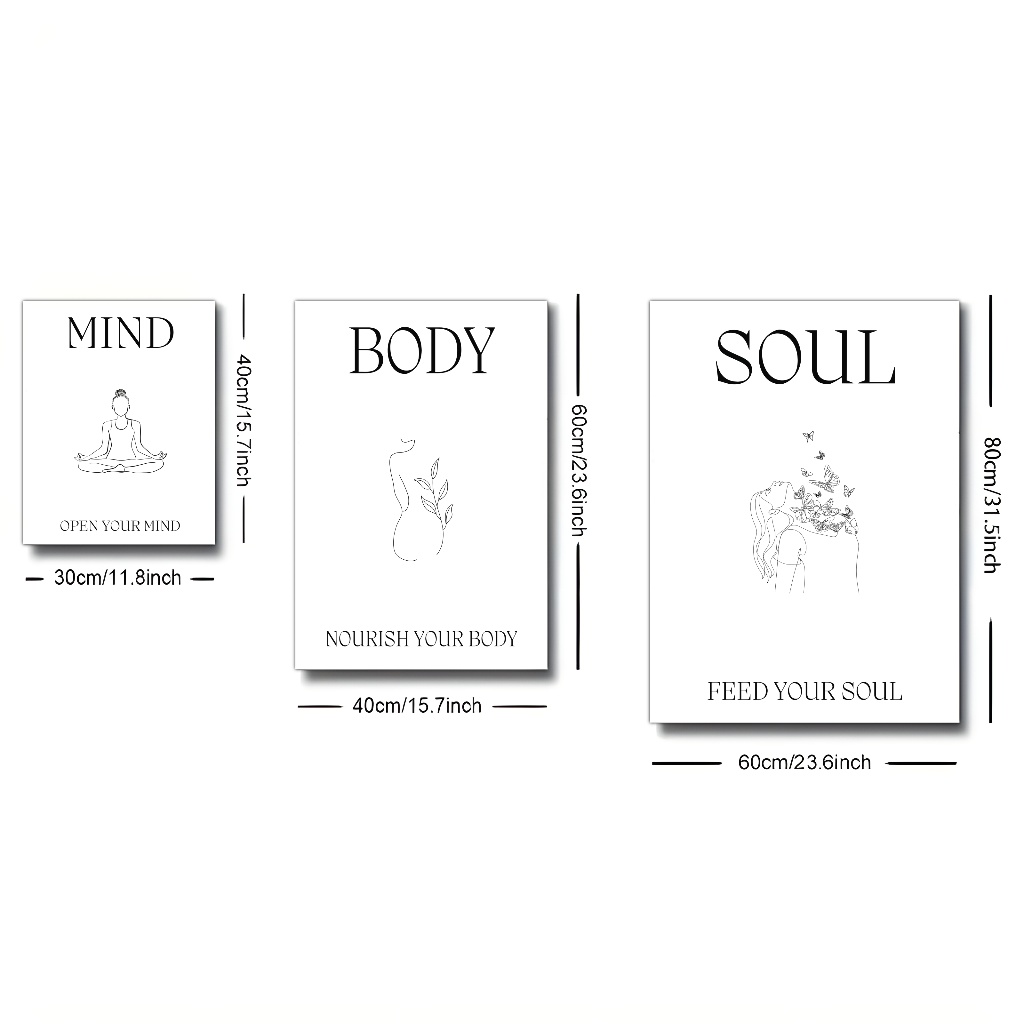 MIND
OPEN YOUR MIND
40cm/15.7inch
30cm/11.8inch
BODY
NOURISH YOUR BODY
60cm/23.6inch
40cm/15.7inch
SOUL
FEED YOUR SOUL
80cm/31.5inch
60cm/23.6inch